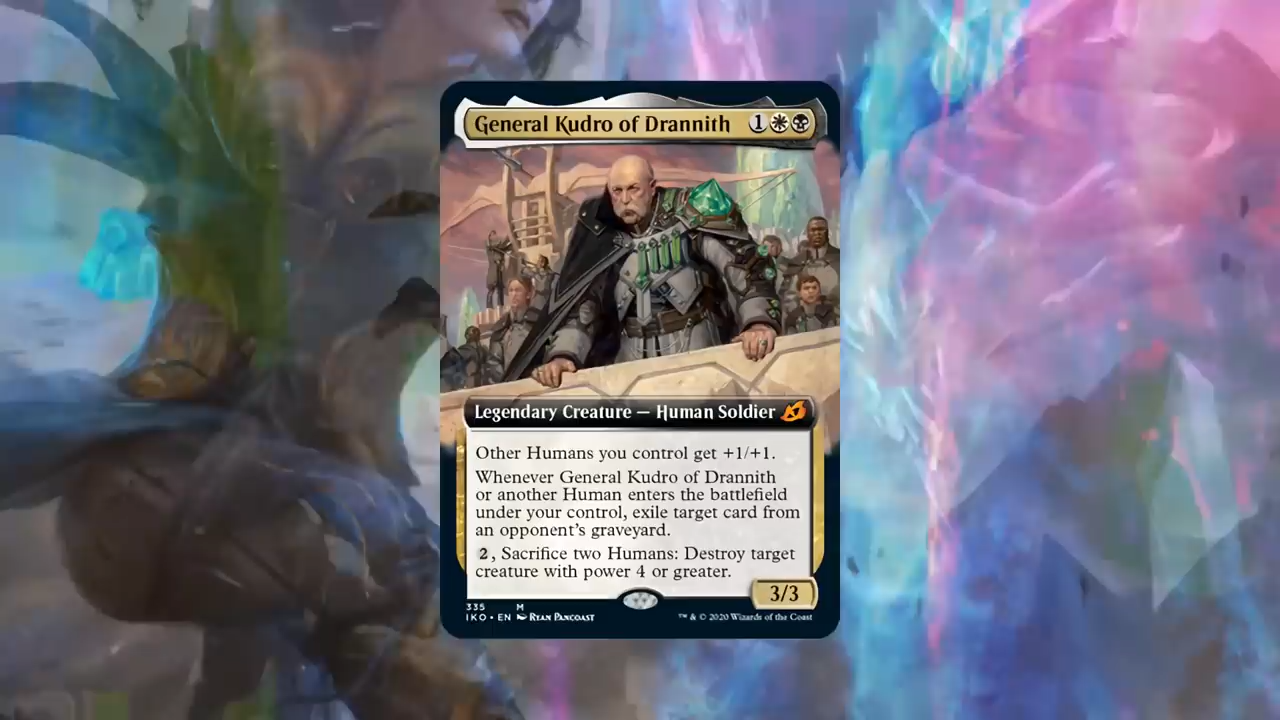 General Kudro of Drannith 1
Legendary Creature — Human Soldier
Other Humans you control get +1/+1.
Whenever General Kudro of Drannith
or another Human enters the battlefield
under your control, exile target card from
an opponent's graveyard.
2, Sacrifice two Humans: Destroy target
creature with power 4 or greater.
3/3
335 M
IKO • EN Ryan Pancoast
™ & © 2020 Wizards of the Coast